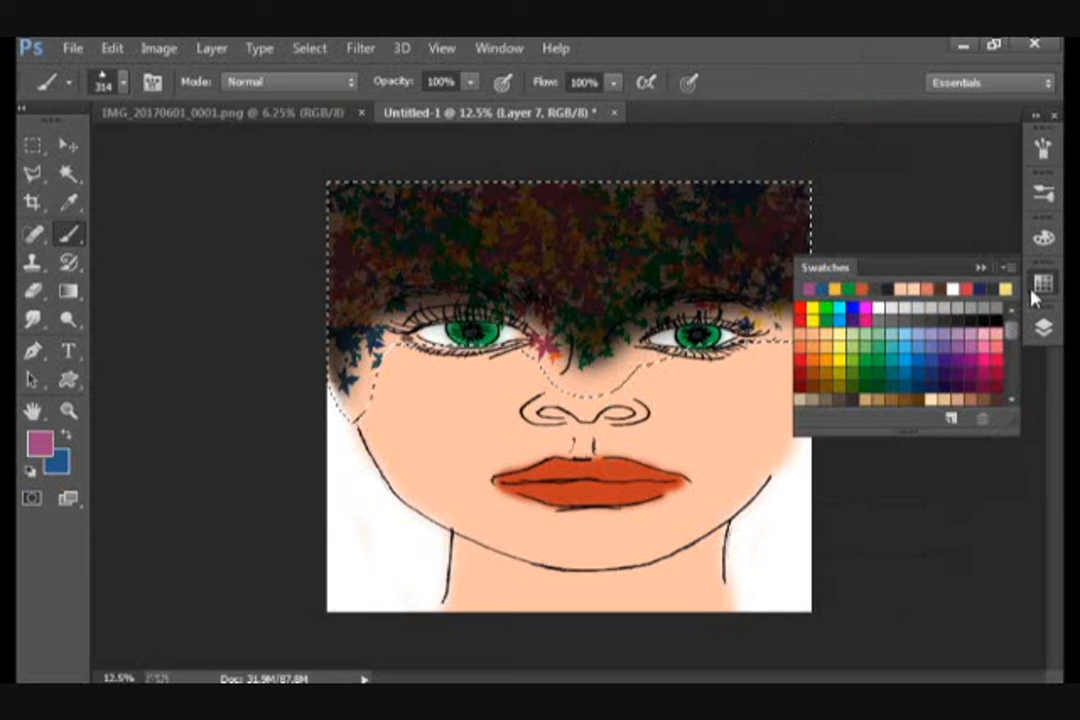 Ps File Edit Image Layer Type Select Filter 3D View Window Help
314 Mode: Normal Opacity: 100% Flow: 100% Essentials
IMG_20170601_0001.png @ 6.25% (RGB/8) × Untitled-1 @ 12.5% (Layer 7, RGB/8) * ×
Swatches
12.5% Doc: 31.9M/87.8M